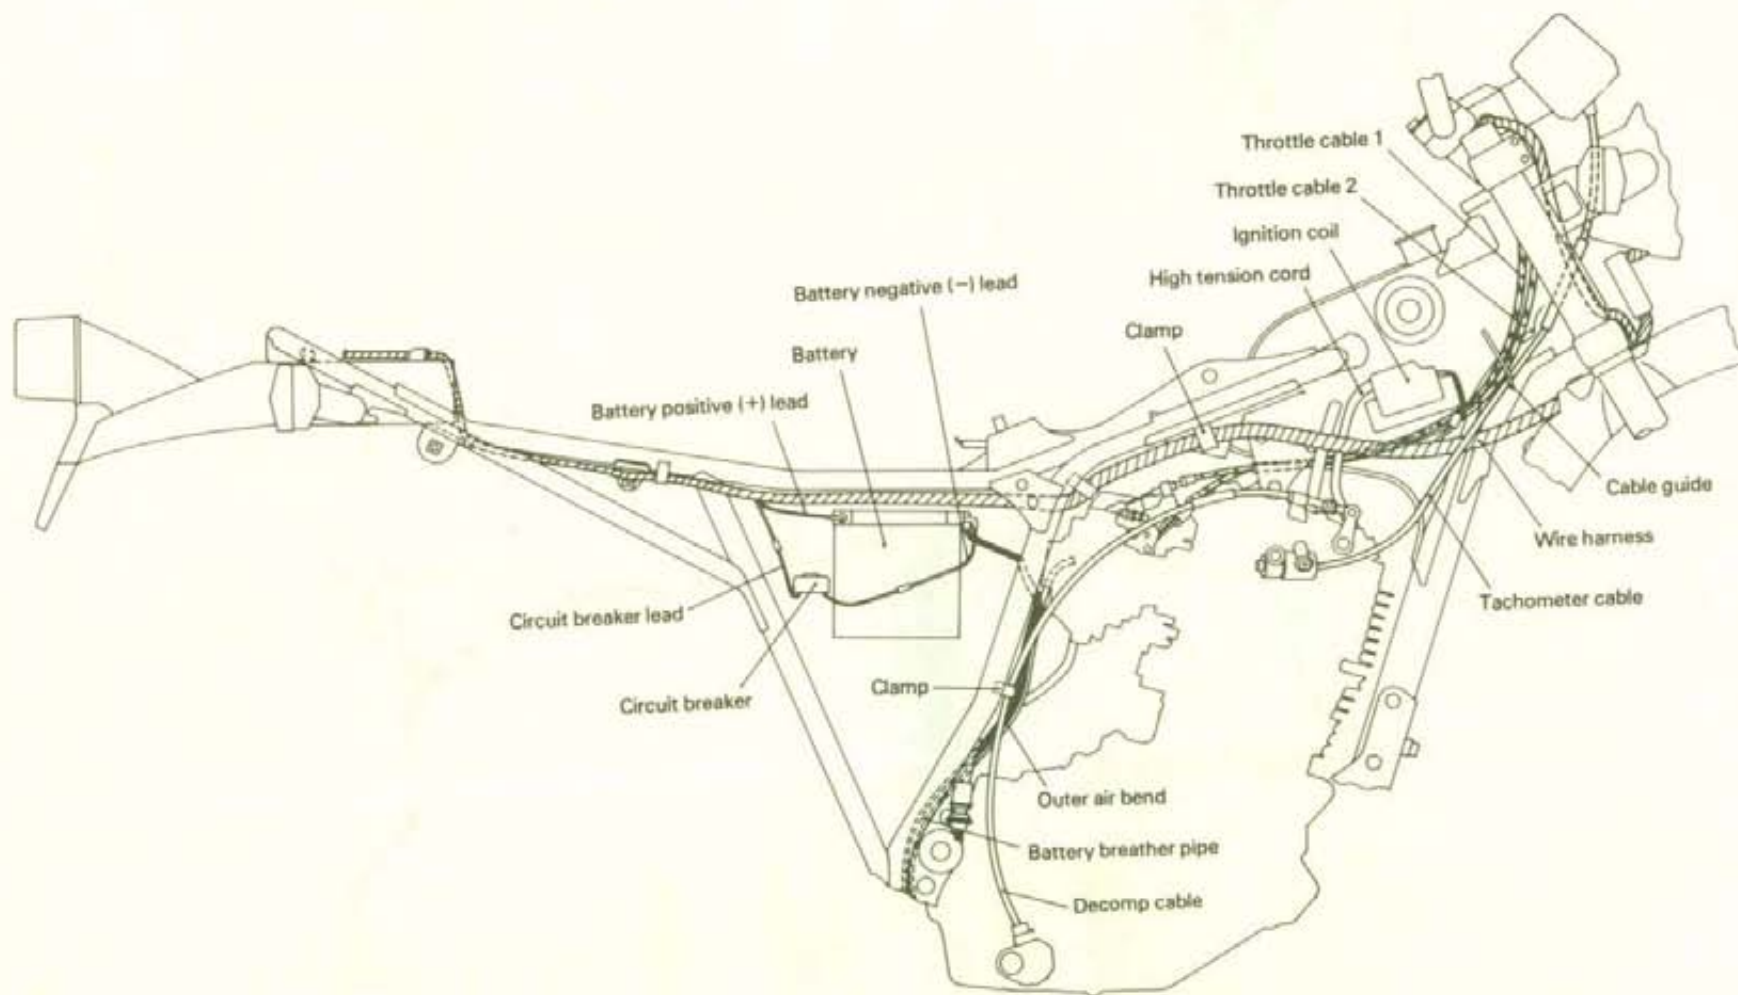 Throttle cable 1
Throttle cable 2
Ignition coil
High tension cord
Battery negative (−) lead
Clamp
Battery
Battery positive (+) lead
Cable guide
Wire harness
Tachometer cable
Circuit breaker lead
Clamp
Circuit breaker
Outer air bend
Battery breather pipe
Decomp cable